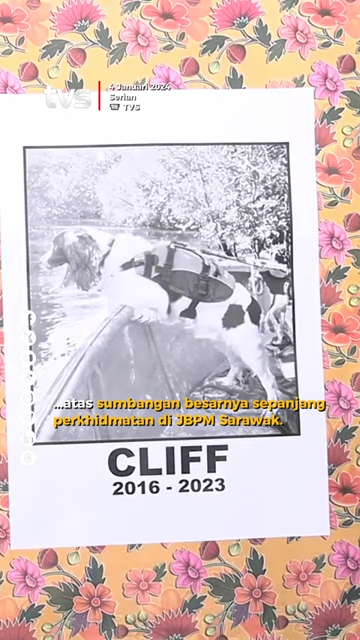 tvs
4 Januari 2024
Serian
TVS
...atas sumbangan besarnya sepanjang
perkhidmatan di JBPM Sarawak.
CLIFF
2016 - 2023